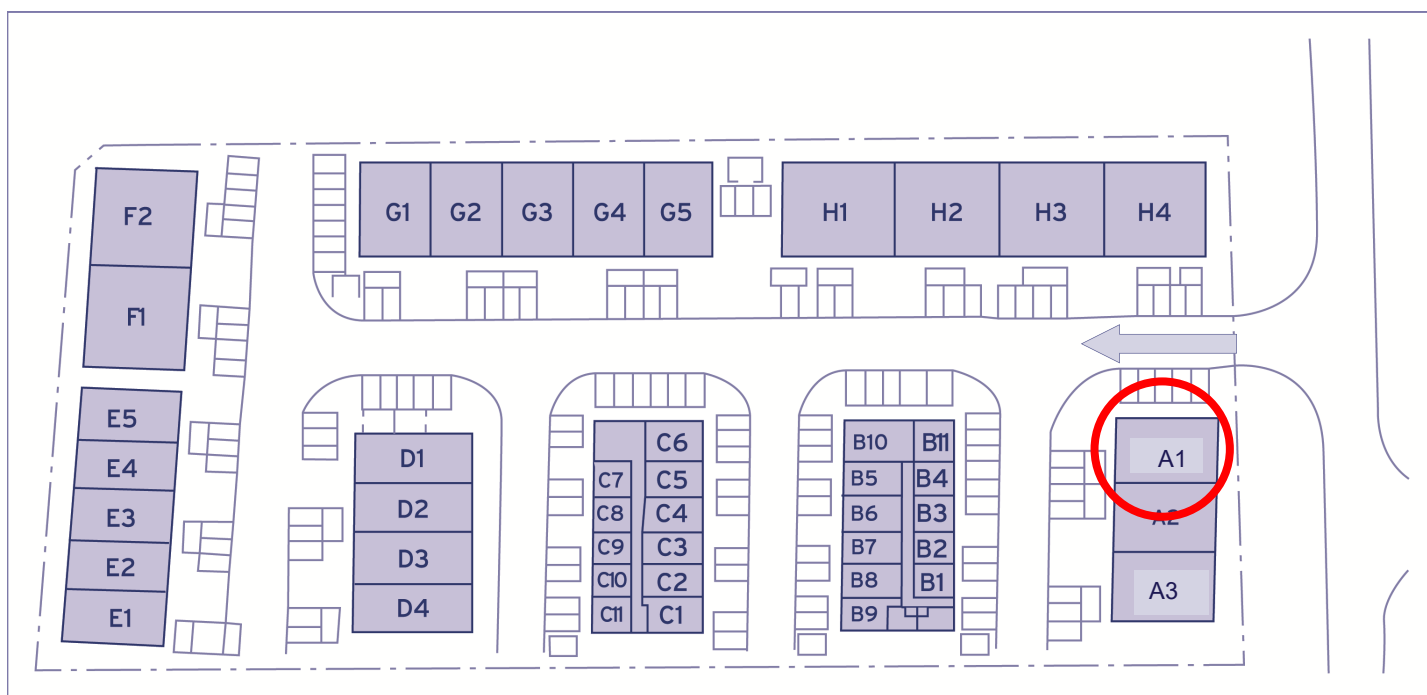 F2
F1
E5
E4
E3
E2
E1
G1 G2 G3 G4 G5
H1 H2 H3 H4
D1
D2
D3
D4
C6
C7 C5
C8 C4
C9 C3
C10 C2
C11 C1
B10 B11
B5 B4
B6 B3
B7 B2
B8 B1
B9
A1
A2
A3